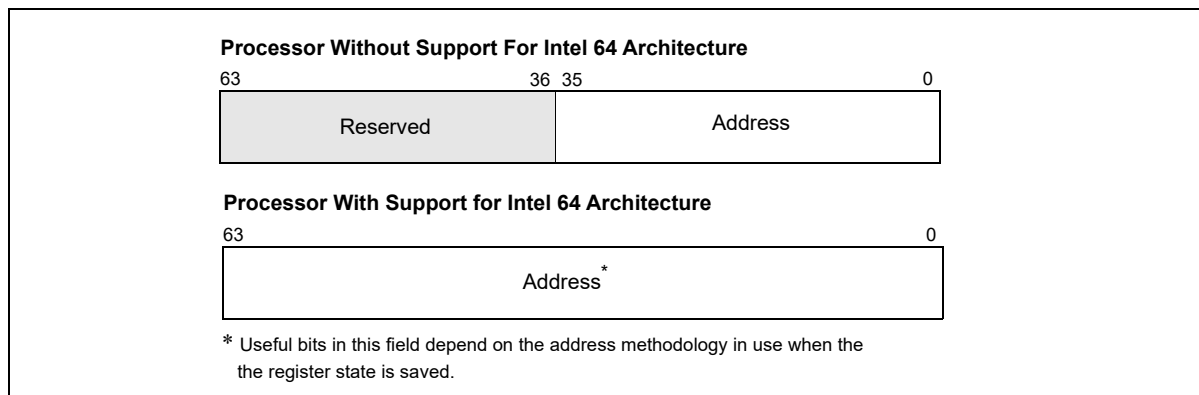 Processor Without Support For Intel 64 Architecture
63 36 35 0
Reserved Address
Processor With Support for Intel 64 Architecture
63 0
Address*
* Useful bits in this field depend on the address methodology in use when the
the register state is saved.